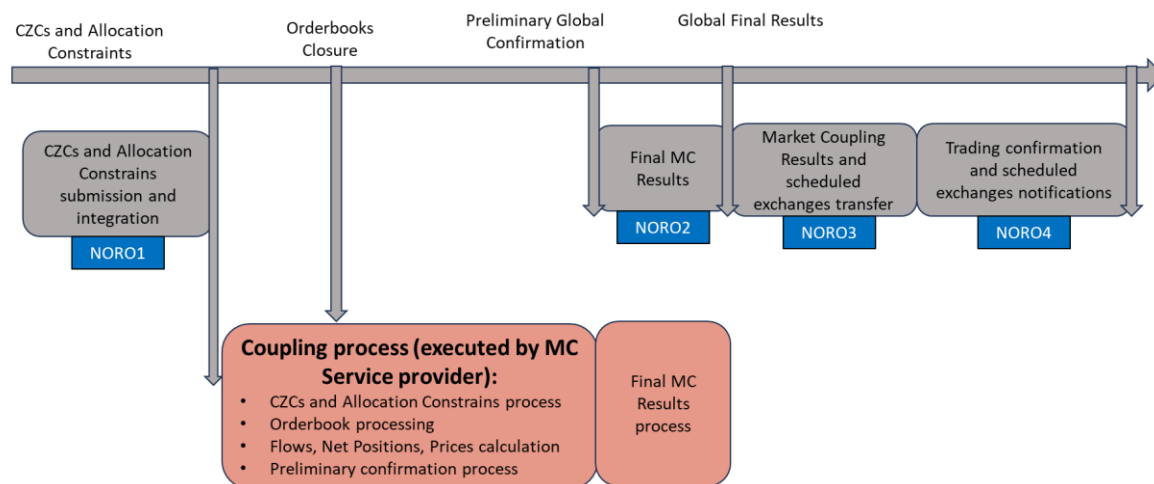 CZCs and Allocation
Constraints
Orderbooks
Closure
Preliminary Global
Confirmation
Global Final Results
CZCs and Allocation
Constrains
submission and
integration
NORO1
Final MC
Results
NORO2
Market Coupling
Results and
scheduled
exchanges transfer
NORO3
Trading confirmation
and scheduled
exchanges notifications
NORO4
Coupling process (executed by MC
Service provider):
• CZCs and Allocation Constrains process
• Orderbook processing
• Flows, Net Positions, Prices calculation
• Preliminary confirmation process
Final MC
Results
process